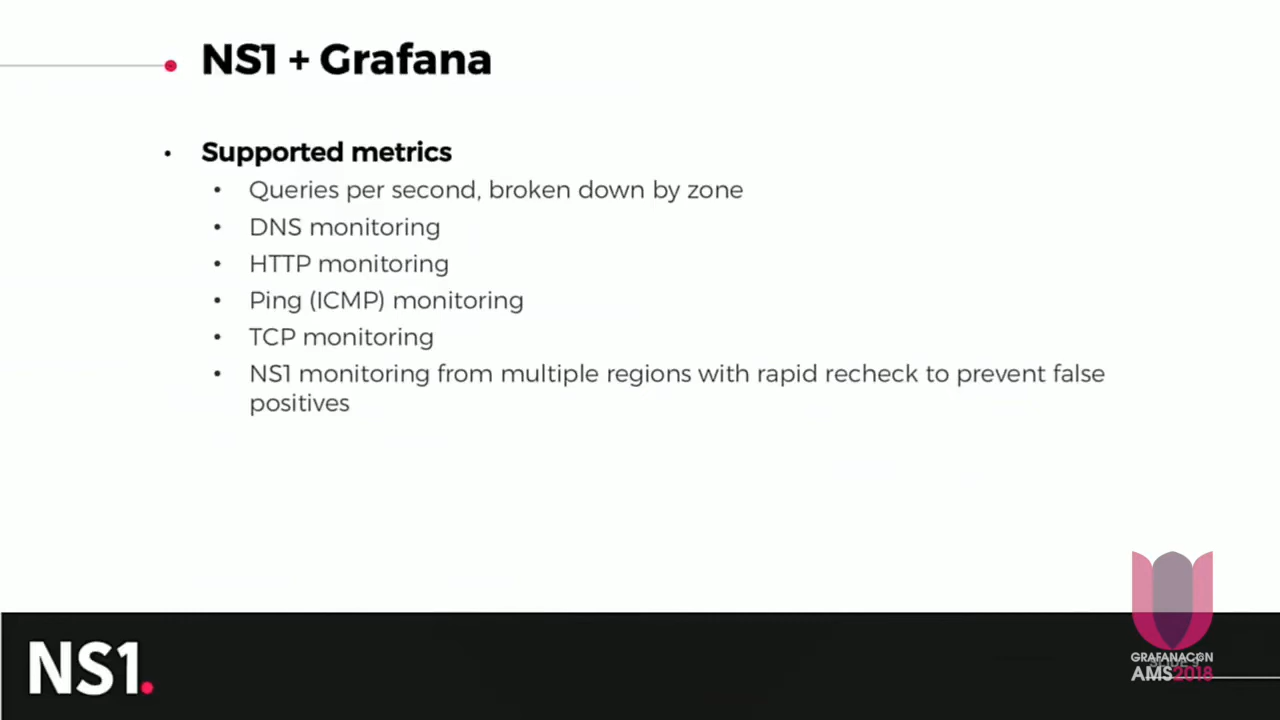 NS1 + Grafana
• Supported metrics
• Queries per second, broken down by zone
• DNS monitoring
• HTTP monitoring
• Ping (ICMP) monitoring
• TCP monitoring
• NS1 monitoring from multiple regions with rapid recheck to prevent false
positives
NS1.
GRAFANACON
AMS2018